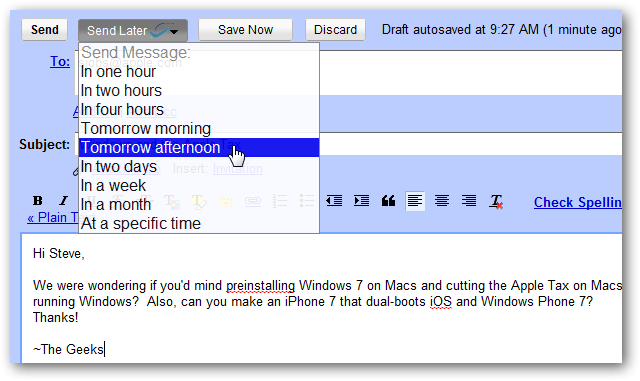 Send Send Later Save Now Discard Draft autosaved at 9:27 AM (1 minute ago
Send Message:
To:
In one hour
In two hours
In four hours
Tomorrow morning
Subject: Tomorrow afternoon
In two days Insert: Invitation
In a week
B I In a month Check Spellin
« Plain T At a specific time
Hi Steve,
We were wondering if you'd mind preinstalling Windows 7 on Macs and cutting the Apple Tax on Macs
running Windows? Also, can you make an iPhone 7 that dual-boots iOS and Windows Phone 7?
Thanks!
~The Geeks